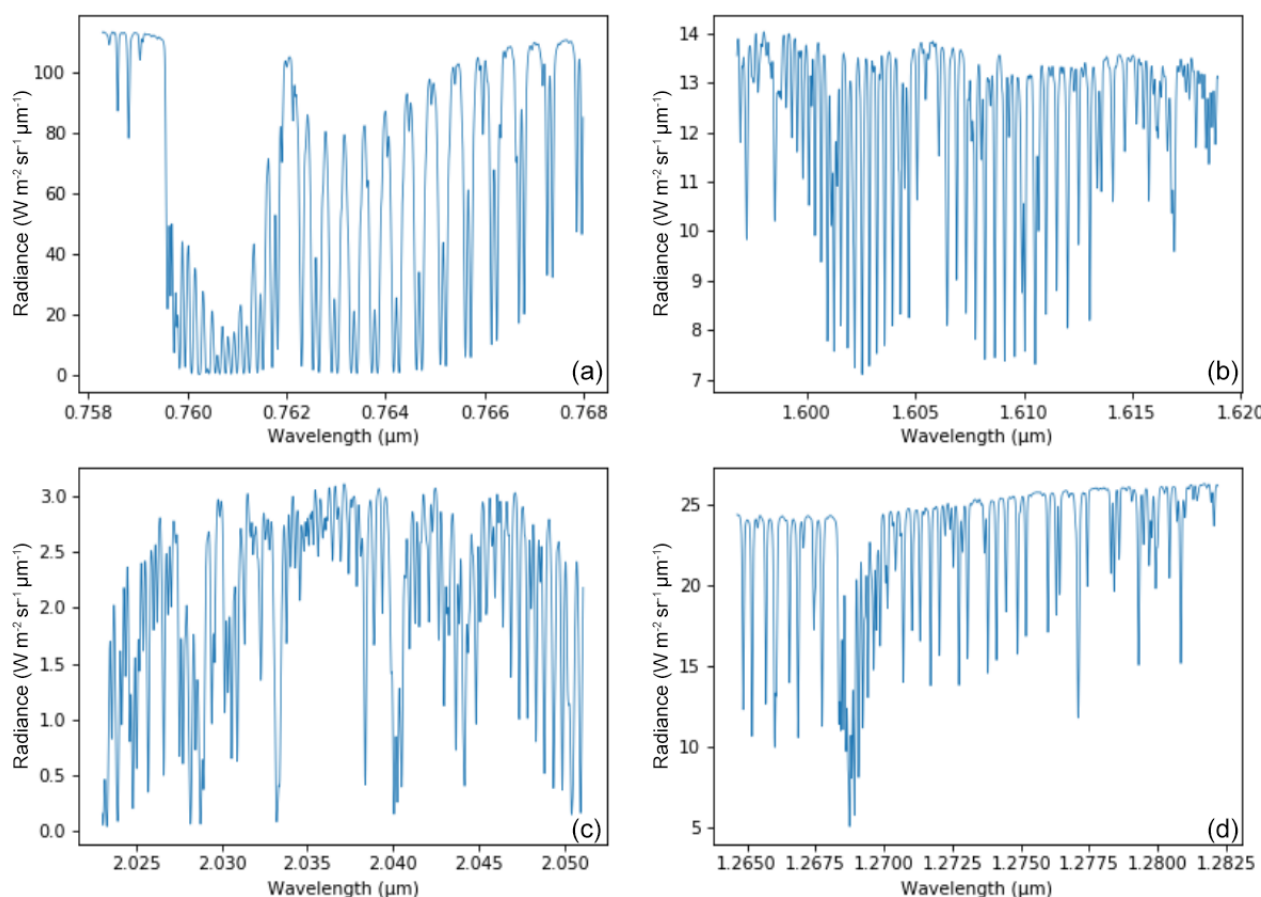 Radiance (W m⁻² sr⁻¹ μm⁻¹)
100
80
60
40
20
0
(a)
0.758 0.760 0.762 0.764 0.766 0.768
Wavelength (μm)
Radiance (W m⁻² sr⁻¹ μm⁻¹)
14
13
12
11
10
9
8
7
(b)
1.600 1.605 1.610 1.615 1.620
Wavelength (μm)
Radiance (W m⁻² sr⁻¹ μm⁻¹)
3.0
2.5
2.0
1.5
1.0
0.5
0.0
(c)
2.025 2.030 2.035 2.040 2.045 2.050
Wavelength (μm)
Radiance (W m⁻² sr⁻¹ μm⁻¹)
25
20
15
10
5
(d)
1.2650 1.2675 1.2700 1.2725 1.2750 1.2775 1.2800 1.2825
Wavelength (μm)